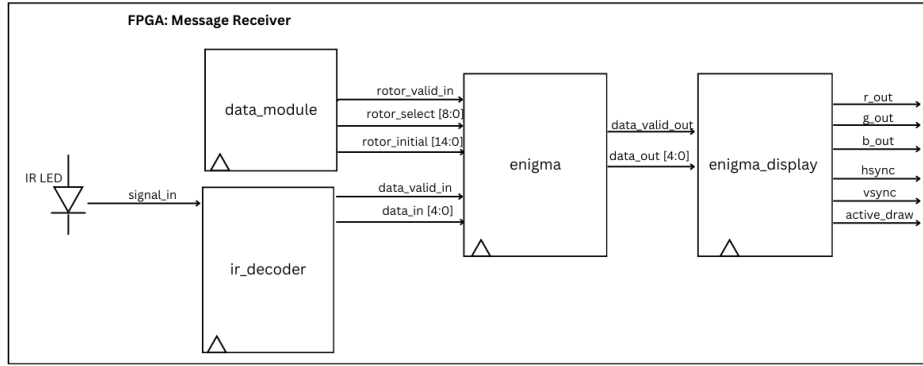 FPGA: Message Receiver
data_module
rotor_valid_in
rotor_select [8:0]
rotor_initial [14:0]
IR LED
signal_in
ir_decoder
data_valid_in
data_in [4:0]
enigma
data_valid_out
data_out [4:0]
enigma_display
r_out
g_out
b_out
hsync
vsync
active_draw